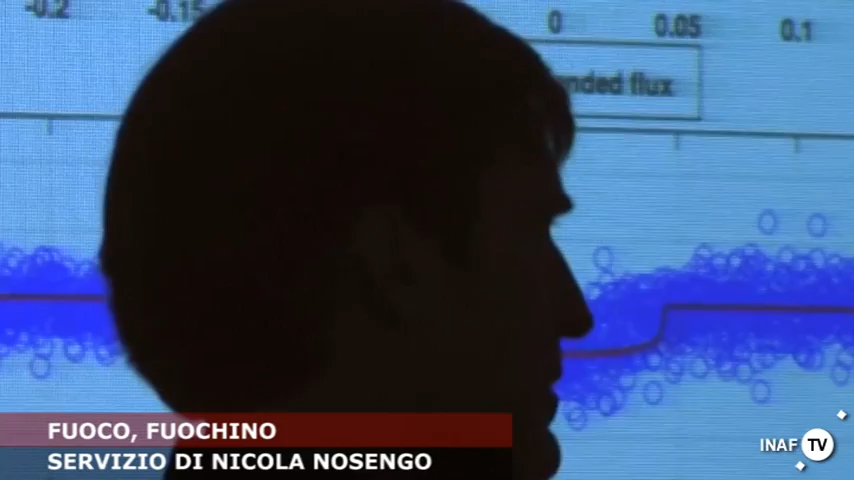 -0.2 -0.15 0 0.05 0.1
nded flux
FUOCO, FUOCHINO
SERVIZIO DI NICOLA NOSENGO
INAF TV